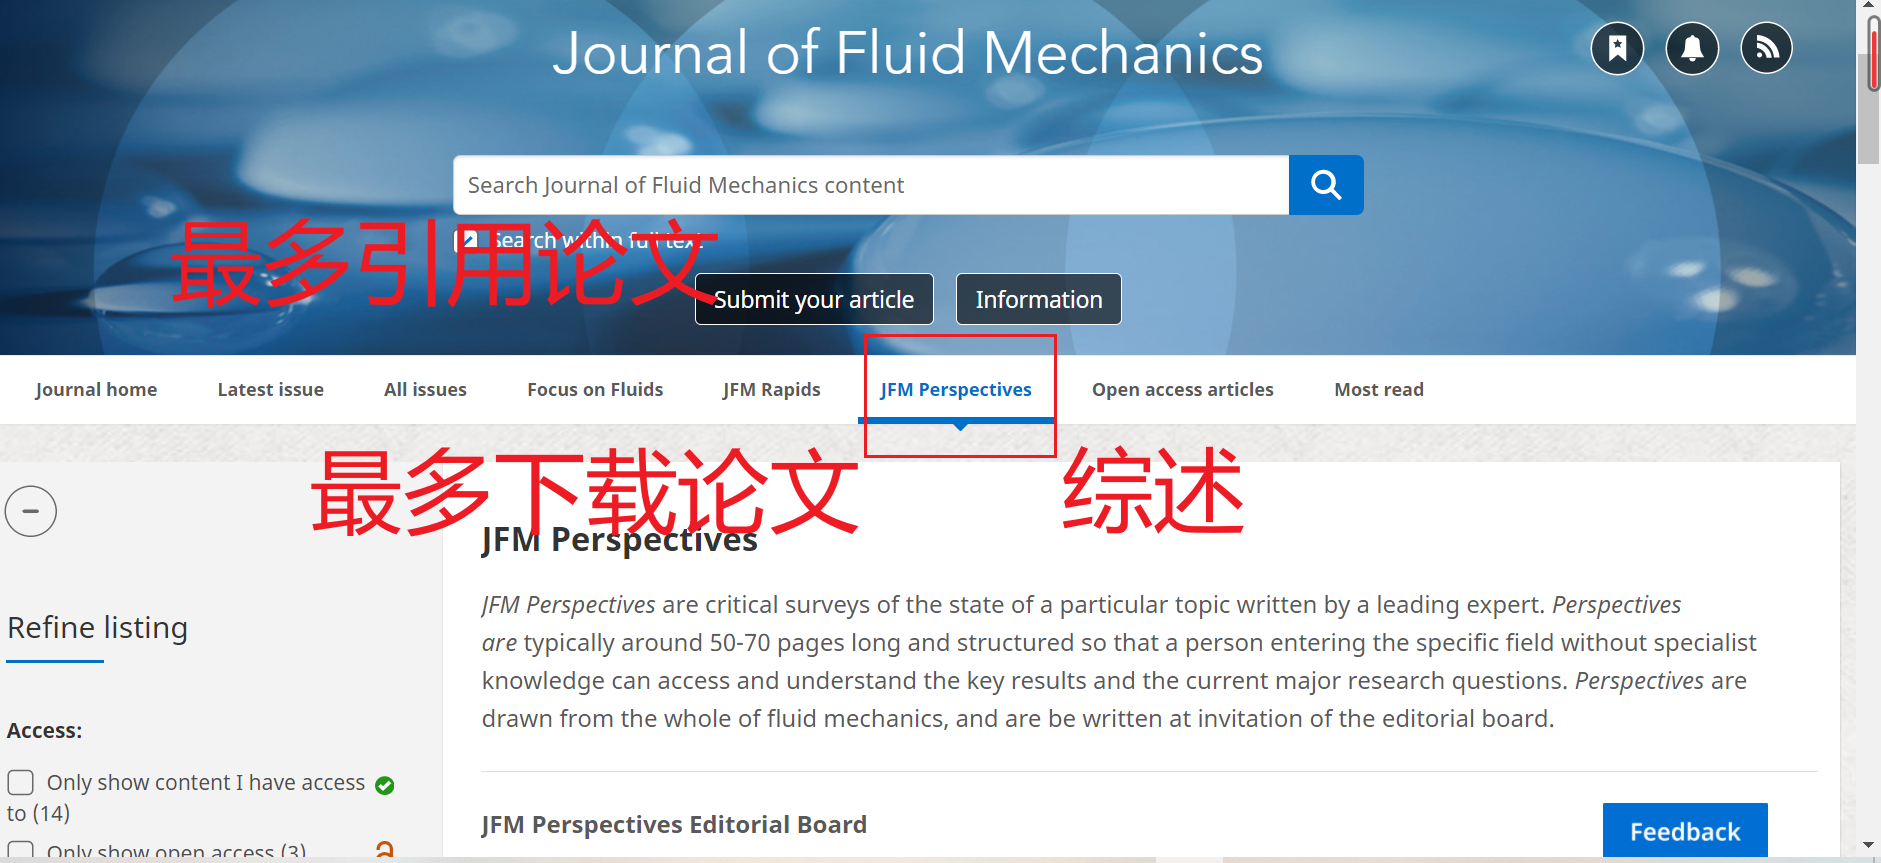 Journal of Fluid Mechanics
Search Journal of Fluid Mechanics content
Search within full text
最多引用论文
Submit your article
Information
Journal home
Latest issue
All issues
Focus on Fluids
JFM Rapids
JFM Perspectives
Open access articles
Most read
最多下载论文
综述
JFM Perspectives
JFM Perspectives are critical surveys of the state of a particular topic written by a leading expert. Perspectives
are typically around 50-70 pages long and structured so that a person entering the specific field without specialist
knowledge can access and understand the key results and the current major research questions. Perspectives are
drawn from the whole of fluid mechanics, and are be written at invitation of the editorial board.
Refine listing
Access:
Only show content I have access
to (14)
Only show open access (3)
JFM Perspectives Editorial Board
Feedback